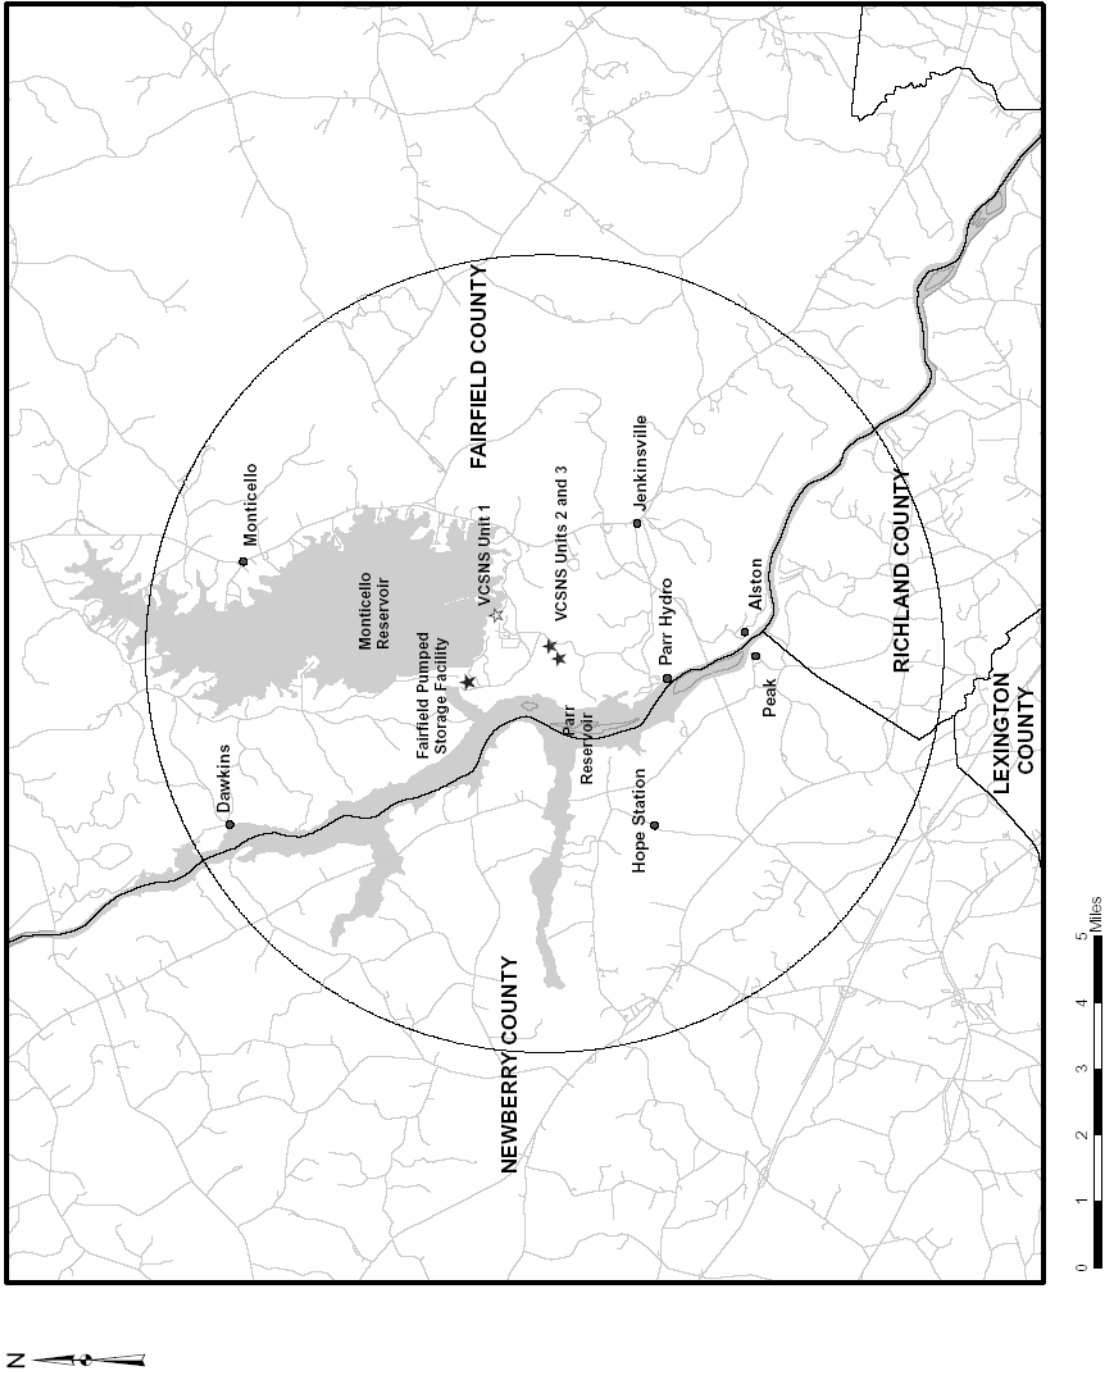 N
Dawkins
Monticello
Monticello
Reservoir
Fairfield Pumped
Storage Facility
VCSNS Unit 1
FAIRFIELD COUNTY
NEWBERRY COUNTY
VCSNS Units 2 and 3
Parr
Reservoir
Jenkinsville
Hope Station
Parr Hydro
Alston
Peak
RICHLAND COUNTY
LEXINGTON
COUNTY
0 1 2 3 4 5
Miles